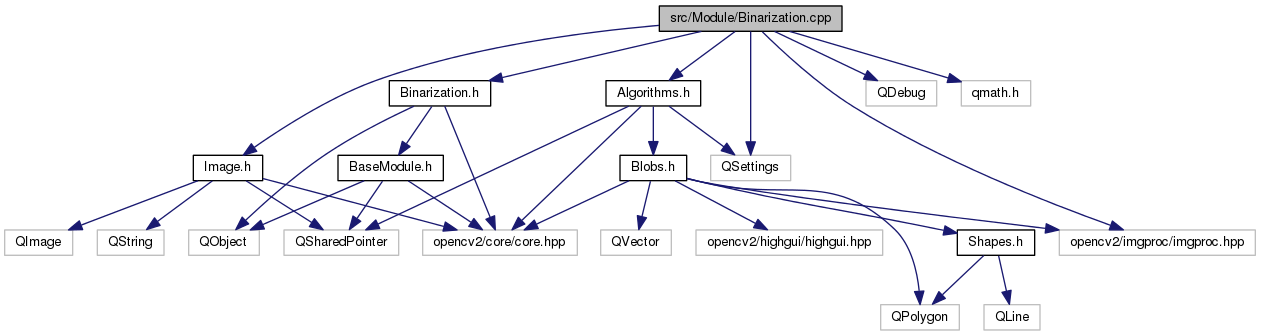 src/Module/Binarization.cpp
Binarization.h
Algorithms.h
QDebug
qmath.h
Image.h
BaseModule.h
Blobs.h
QSettings
QImage
QString
QObject
QSharedPointer
opencv2/core/core.hpp
QVector
opencv2/highgui/highgui.hpp
Shapes.h
opencv2/imgproc/imgproc.hpp
QPolygon
QLine